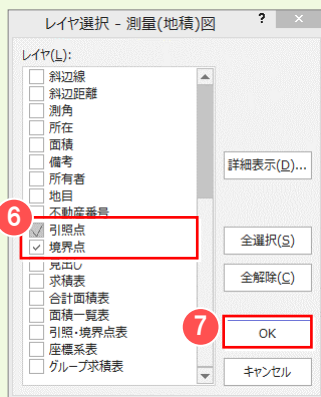 レイヤ選択 - 測量(地積)図 ? ×
レイヤ(L):
斜辺線
斜辺距離
測角
所在
面積
備考
所有者
地目
不動産番号
6
引照点
境界点
見出し
求積表
合計面積表
面積一覧表
引照・境界点表
座標系表
グループ求積表
詳細表示(D)...
全選択(S)
全解除(C)
7
OK
キャンセル